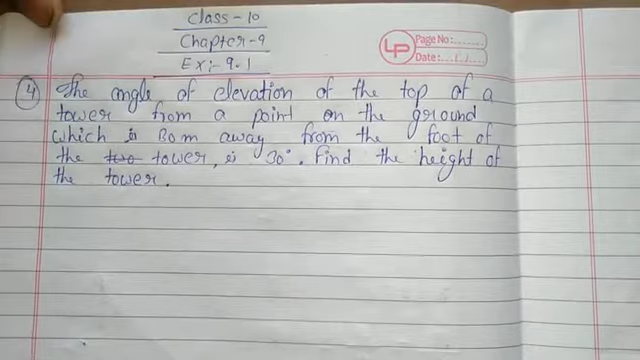 Class - 10
Chapter - 9
Ex:- 9.1
LP
Page No:.......
Date:..../..../....
4 The angle of elevation of the top of a
tower from a point on the ground
which is 30m away from the foot of
the tower, is 30°. Find the height of
the tower.